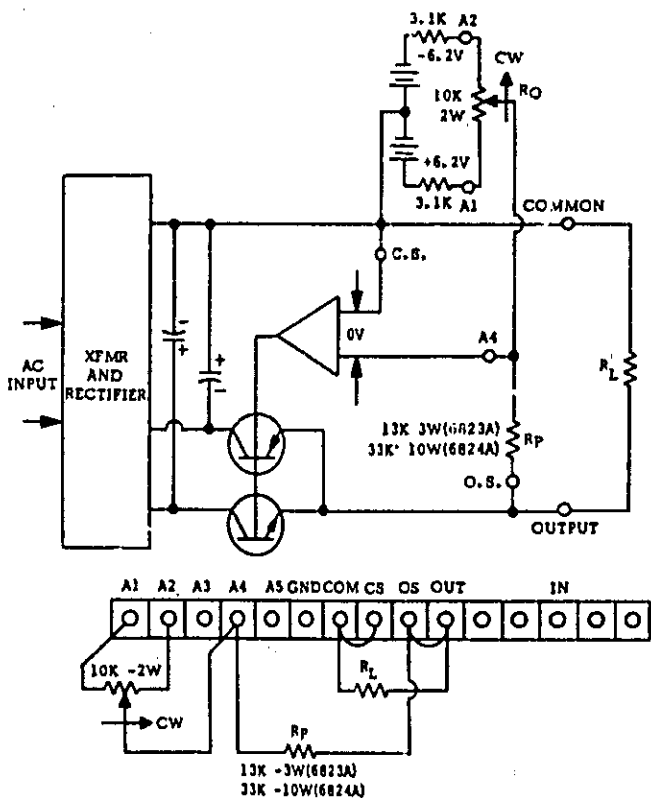 3.1K A2
-6.2V
CW
10K
2W
RO
+6.2V
3.1K A1
COMMON
C.S.
0V
A4
AC
INPUT
XFMR
AND
RECTIFIER
- +
+ -
RL
13K 3W(6823A)
33K 10W(6824A)
RP
O.S.
OUTPUT
A1 A2 A3 A4 A5 GND COM CS OS OUT IN
10K -2W
RL
CW
RP
13K -3W(6823A)
33K -10W(6824A)